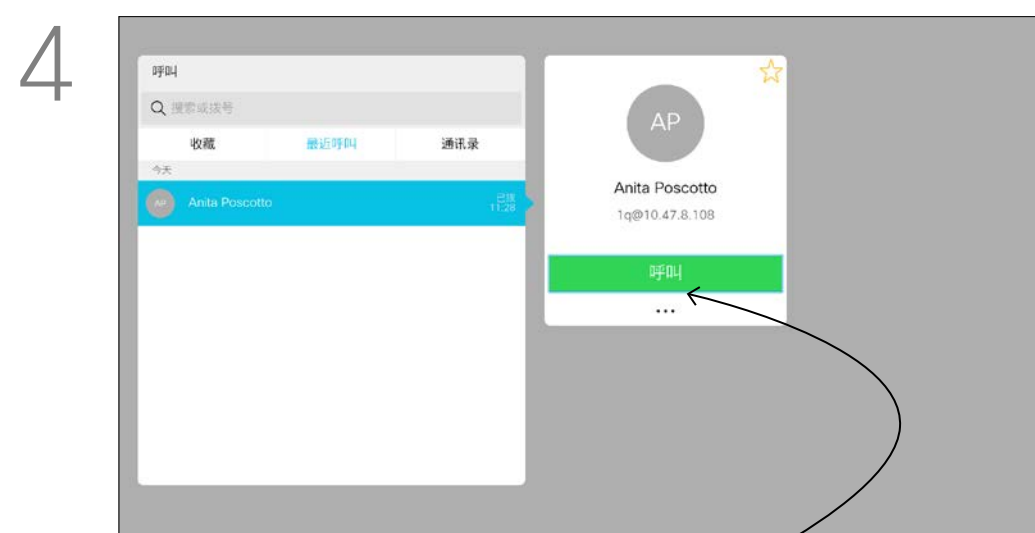 4
呼叫
搜索或拨号
收藏 最近呼叫 通讯录
今天
AP Anita Poscotto 已拨 11:28
AP
Anita Poscotto
1q@10.47.8.108
呼叫
...